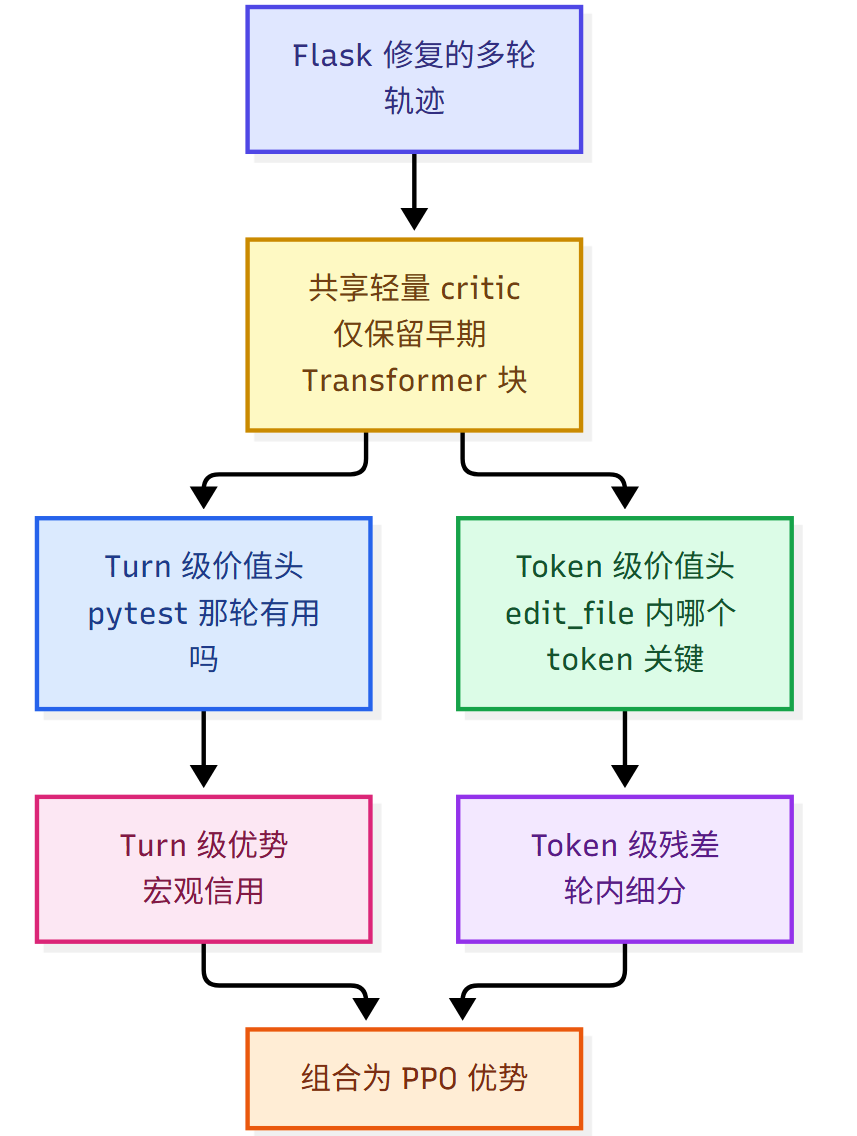 Flask 修复的多轮
轨迹
共享轻量 critic
仅保留早期
Transformer 块
Turn 级价值头
pytest 那轮有用
吗
Token 级价值头
edit_file 内哪个
token 关键
Turn 级优势
宏观信用
Token 级残差
轮内细分
组合为 PPO 优势